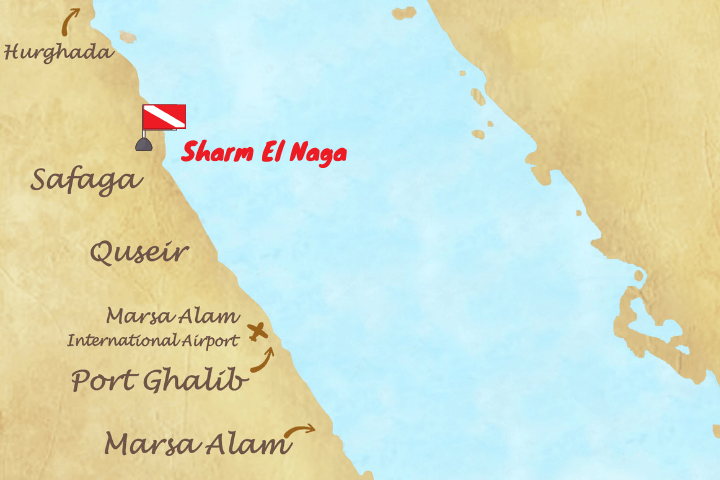 Hurghada
Sharm El Naga
Safaga
Quseir
Marsa Alam
International Airport
Port Ghalib
Marsa Alam